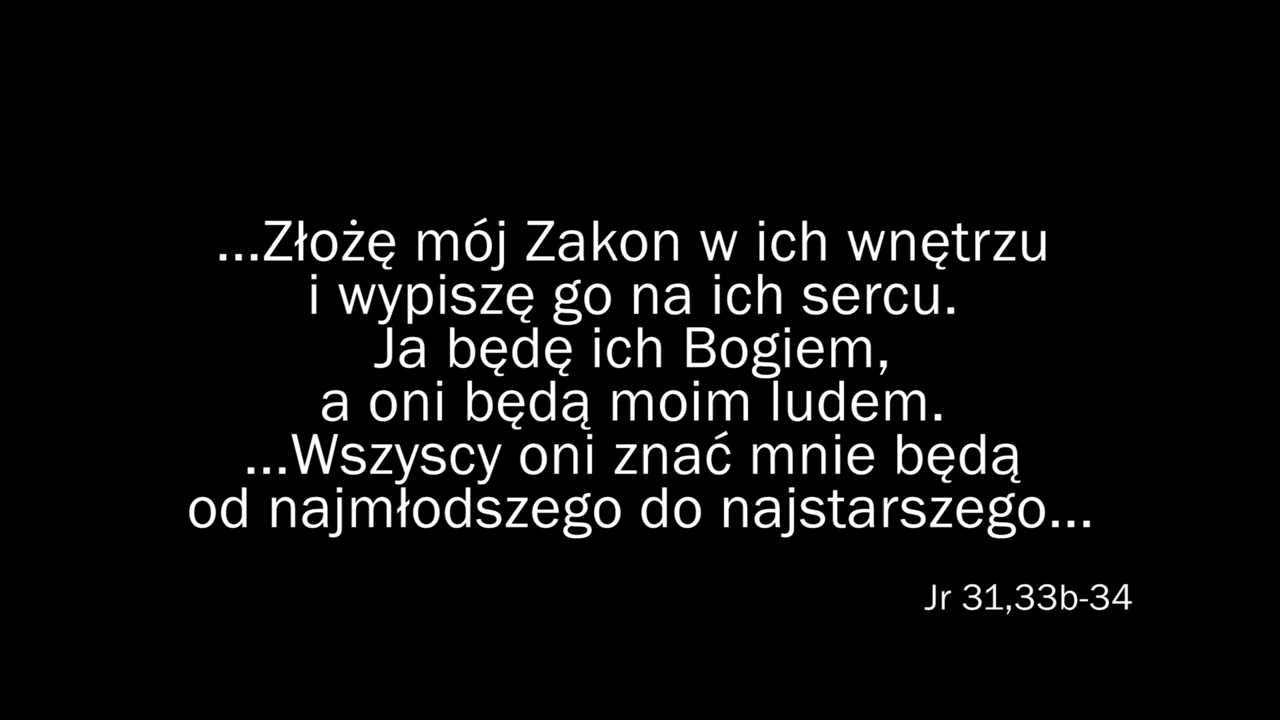 ...Złożę mój Zakon w ich wnętrzu
i wypiszę go na ich sercu.
Ja będę ich Bogiem,
a oni będą moim ludem.
...Wszyscy oni znać mnie będą
od najmłodszego do najstarszego...
Jr 31,33b-34